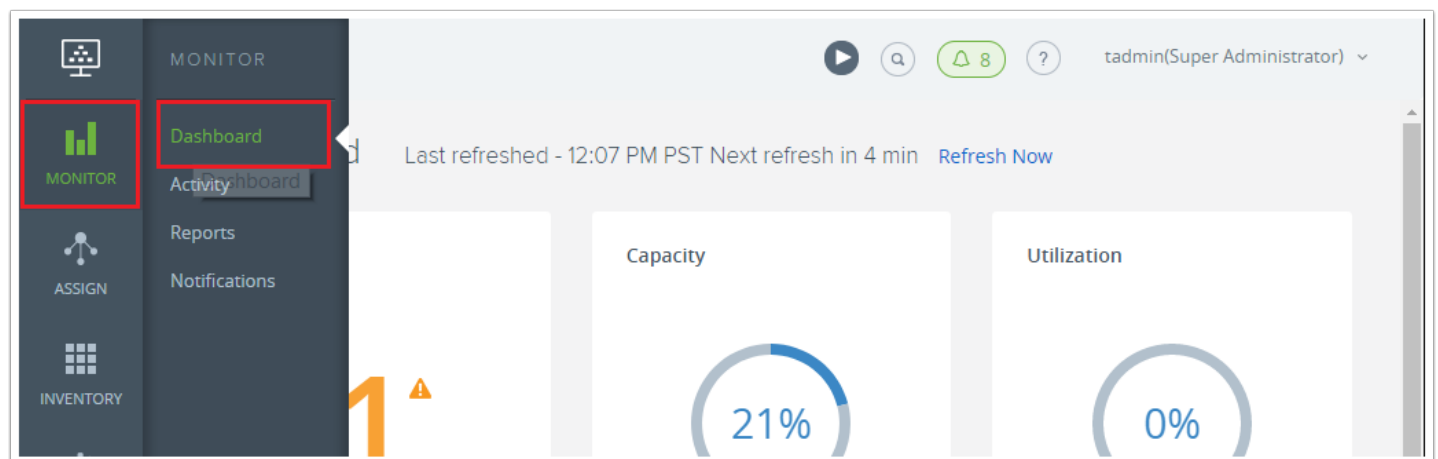 MONITOR
8
?
tadmin(Super Administrator)
Dashboard
d
Last refreshed - 12:07 PM PST Next refresh in 4 min
Refresh Now
MONITOR
Activity
Dashboard
Reports
Capacity
Utilization
Notifications
ASSIGN
INVENTORY
1
21%
0%